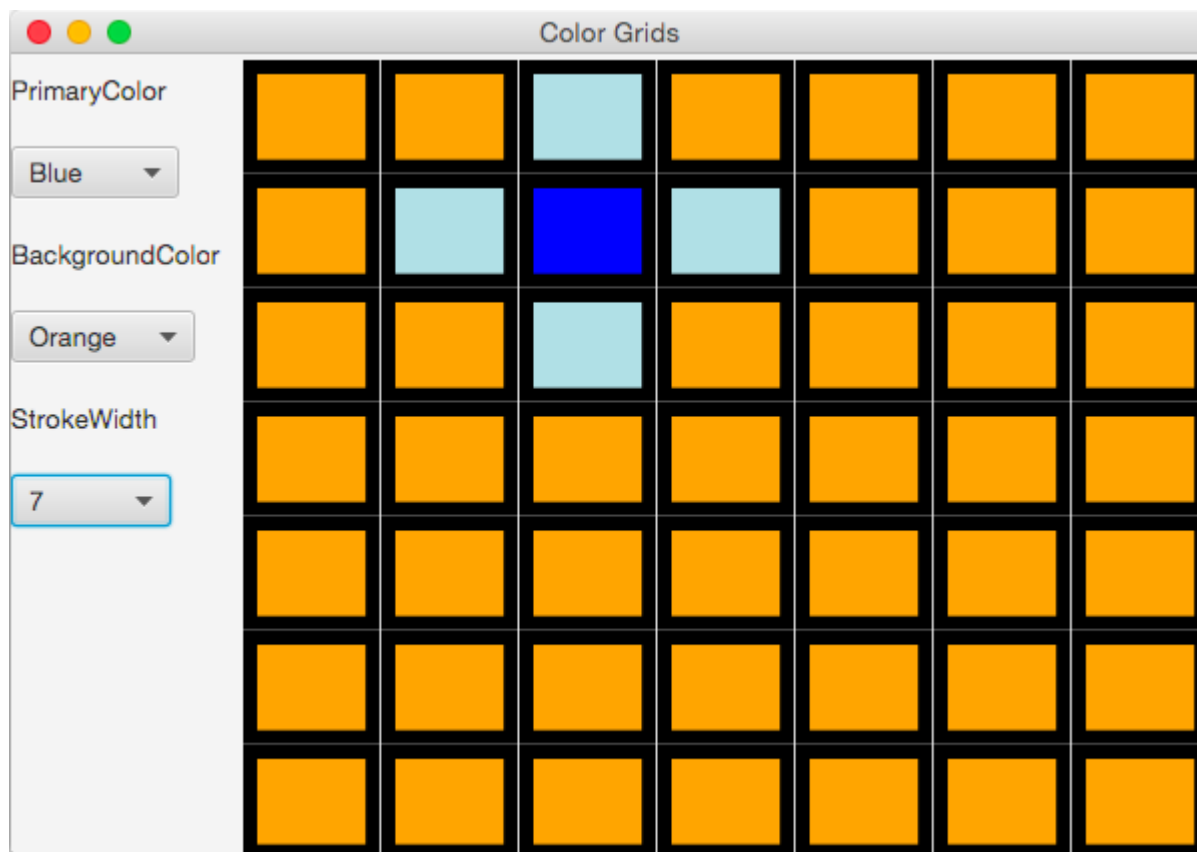 Color Grids
PrimaryColor
Blue
BackgroundColor
Orange
StrokeWidth
7